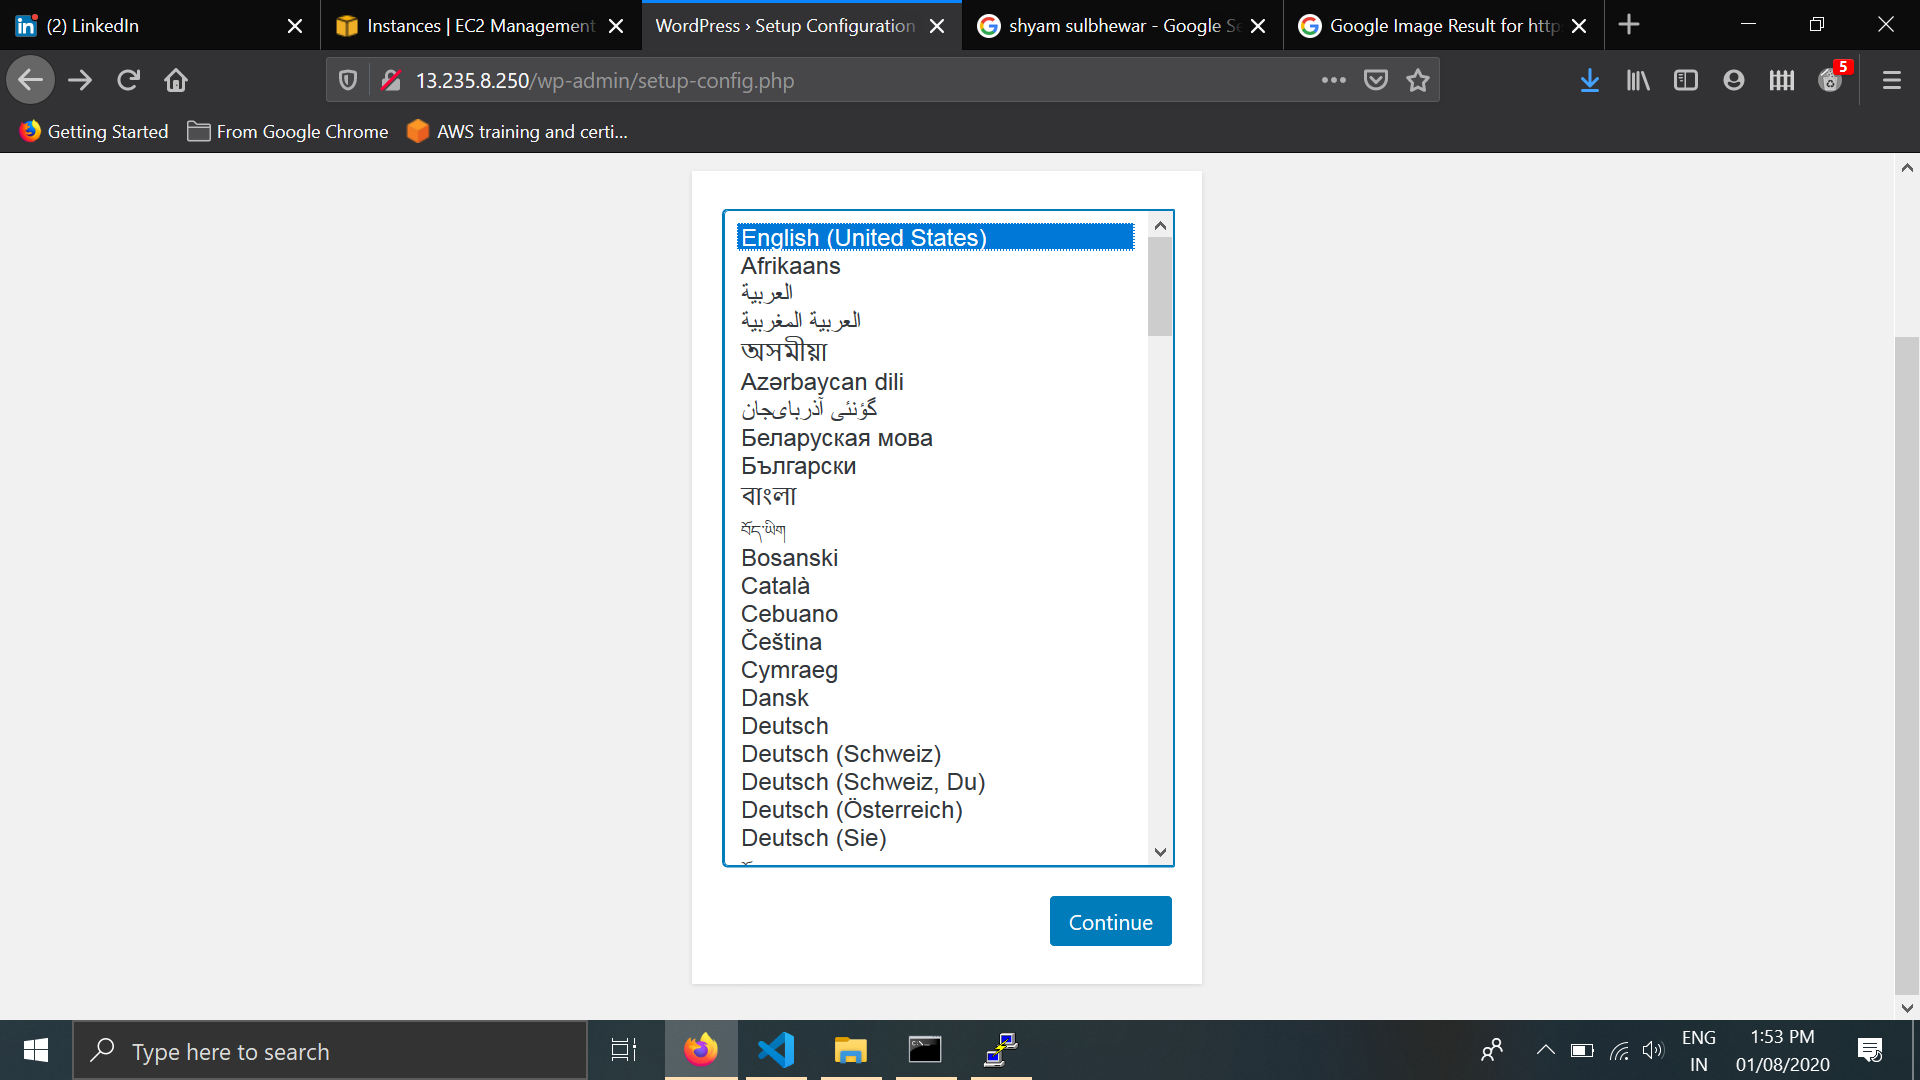 (2) LinkedIn
Instances | EC2 Management
WordPress › Setup Configuration
shyam sulbhewar - Google Se
Google Image Result for http
13.235.8.250/wp-admin/setup-config.php
5
Getting Started
From Google Chrome
AWS training and certi...
English (United States)
Afrikaans
العربية
العربية المغربية
অসমীয়া
Azərbaycan dili
گؤنئی آذربایجان
Беларуская мова
Български
বাংলা
བོད་ཡིག
Bosanski
Català
Cebuano
Čeština
Cymraeg
Dansk
Deutsch
Deutsch (Schweiz)
Deutsch (Schweiz, Du)
Deutsch (Österreich)
Deutsch (Sie)
Continue
Type here to search
ENG
IN
1:53 PM
01/08/2020